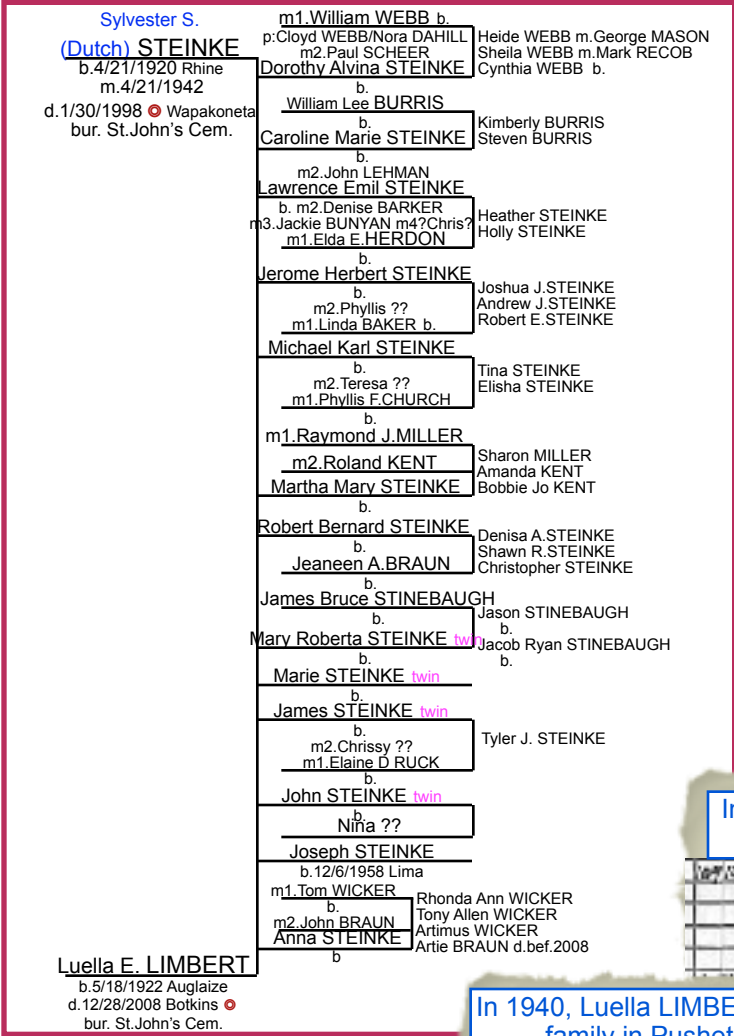 Sylvester S.
(Dutch) STEINKE
b.4/21/1920 Rhine
m.4/21/1942
d.1/30/1998 Wapakoneta
bur. St.John's Cem.
m1.William WEBB b.
p:Cloyd WEBB/Nora DAHILL
m2.Paul SCHEER
Dorothy Alvina STEINKE
b.
Heide WEBB m.George MASON
Sheila WEBB m.Mark RECOB
Cynthia WEBB b.
William Lee BURRIS
b.
Caroline Marie STEINKE
b.
m2.John LEHMAN
Kimberly BURRIS
Steven BURRIS
Lawrence Emil STEINKE
b. m2.Denise BARKER
m3.Jackie BUNYAN m4?Chris?
m1.Elda E.HERDON
b.
Heather STEINKE
Holly STEINKE
Jerome Herbert STEINKE
b.
m2.Phyllis ??
m1.Linda BAKER b.
Joshua J.STEINKE
Andrew J.STEINKE
Robert E.STEINKE
Michael Karl STEINKE
b.
m2.Teresa ??
m1.Phyllis F.CHURCH
b.
Tina STEINKE
Elisha STEINKE
m1.Raymond J.MILLER
m2.Roland KENT
Martha Mary STEINKE
b.
Sharon MILLER
Amanda KENT
Bobbie Jo KENT
Robert Bernard STEINKE
b.
Jeaneen A.BRAUN
b.
Denisa A.STEINKE
Shawn R.STEINKE
Christopher STEINKE
James Bruce STINEBAUGH
b.
Mary Roberta STEINKE twin
b.
Jason STINEBAUGH
b.
Jacob Ryan STINEBAUGH
b.
Marie STEINKE twin
b.
James STEINKE twin
b.
m2.Chrissy ??
m1.Elaine D RUCK
b.
Tyler J. STEINKE
John STEINKE twin
b.
Nina ??
Joseph STEINKE
b.12/6/1958 Lima
m1.Tom WICKER
b.
m2.John BRAUN
Anna STEINKE
b
Rhonda Ann WICKER
Tony Allen WICKER
Artimus WICKER
Artie BRAUN d.bef.2008
Luella E. LIMBERT
b.5/18/1922 Auglaize
d.12/28/2008 Botkins
bur. St.John's Cem.
In 1940, Luella LIMBE
family in Pushet